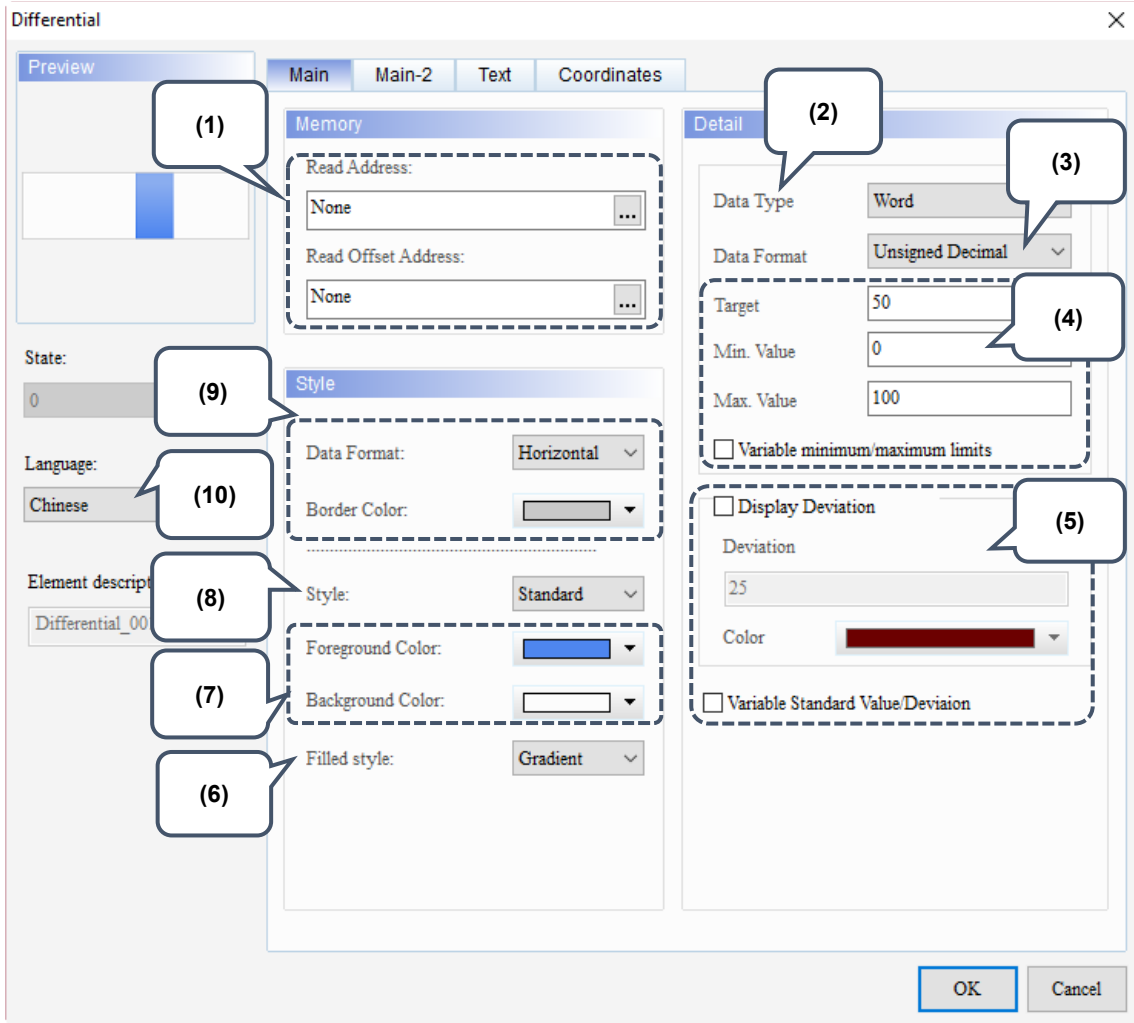 Differential
Preview
Main Main-2 Text Coordinates
(1)
Memory
Read Address:
None
...
Read Offset Address:
None
...
(2)
Detail
(3)
Data Type Word
Data Format Unsigned Decimal
Target 50
(4)
Min. Value 0
Max. Value 100
Variable minimum/maximum limits
State:
0
(9)
Style
Data Format: Horizontal
Border Color:
Language:
Chinese
(10)
Display Deviation
(5)
Deviation
25
Color
Variable Standard Value/Deviaion
Element descript
Differential_00
(8)
Style: Standard
Foreground Color:
(7)
Background Color:
Filled style: Gradient
(6)
OK Cancel